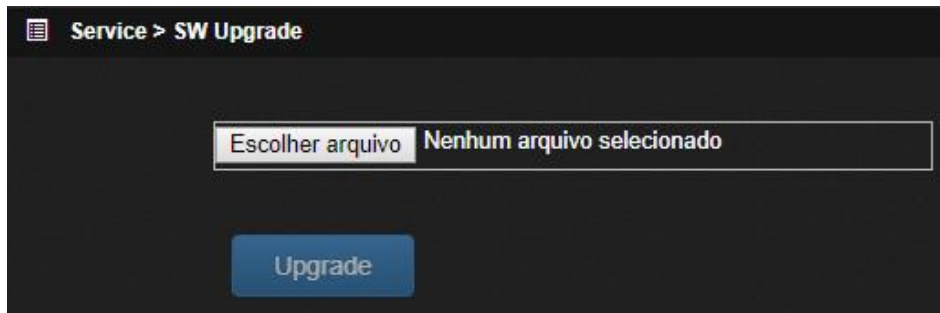 Service > SW Upgrade
Escolher arquivo Nenhum arquivo selecionado
Upgrade